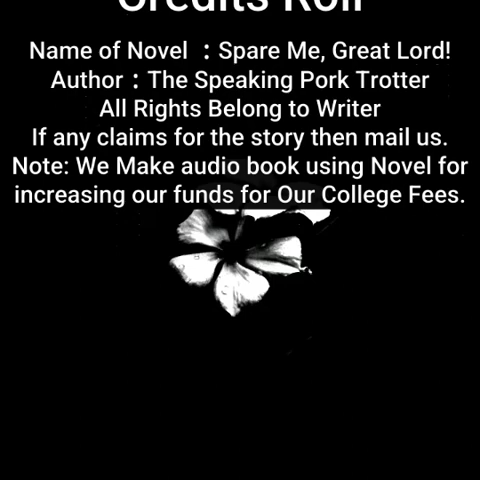 Credits Roll
Name of Novel : Spare Me, Great Lord!
Author : The Speaking Pork Trotter
All Rights Belong to Writer
If any claims for the story then mail us.
Note: We Make audio book using Novel for
increasing our funds for Our College Fees.